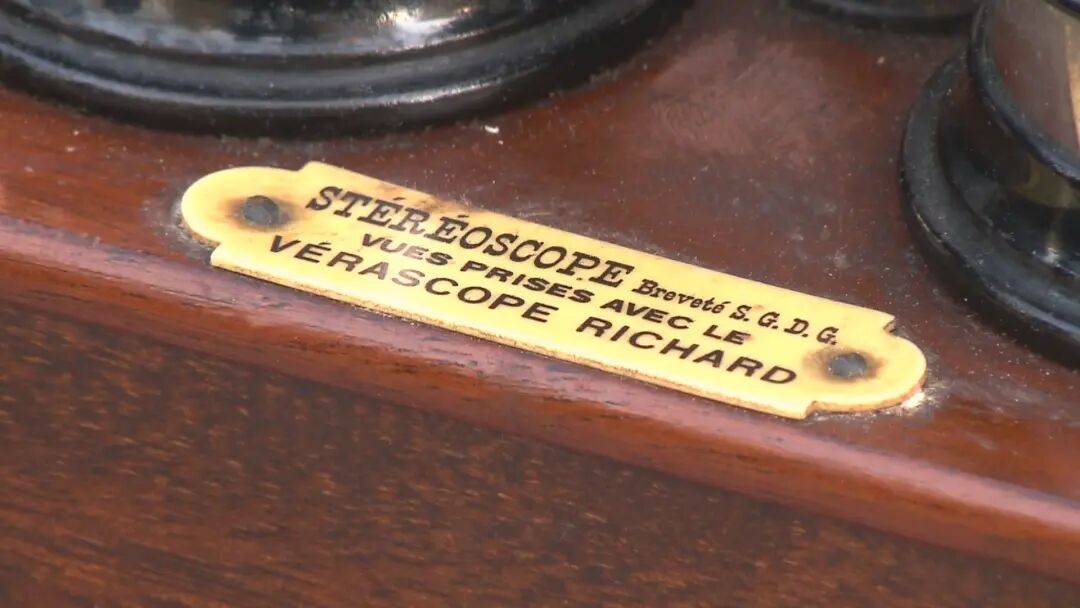 STÉRÉOSCOPE Breveté S.G.D.G.
VUES PRISES AVEC LE
VÉRASCOPE RICHARD